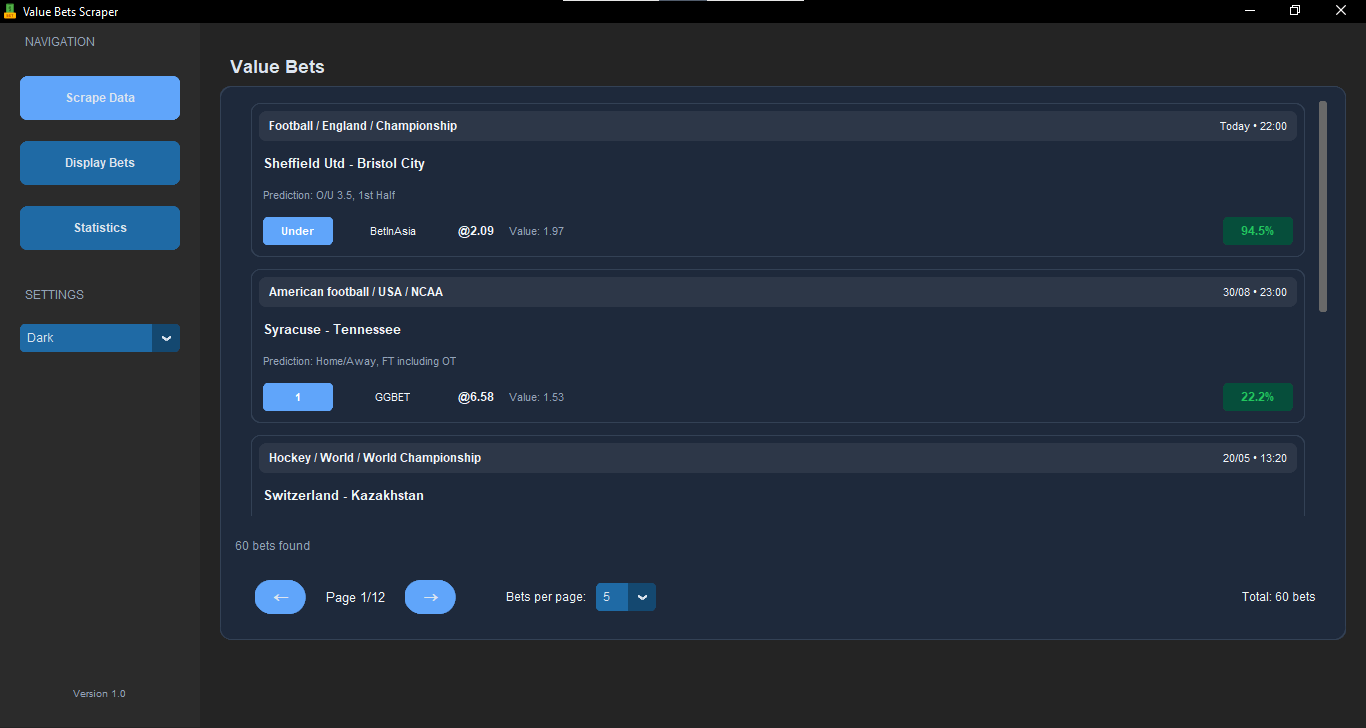 Value Bets Scraper
NAVIGATION
Scrape Data
Display Bets
Statistics
SETTINGS
Dark
Version 1.0
Value Bets
Football / England / Championship Today • 22:00
Sheffield Utd - Bristol City
Prediction: O/U 3.5, 1st Half
Under BetInAsia @2.09 Value: 1.97 94.5%
American football / USA / NCAA 30/08 • 23:00
Syracuse - Tennessee
Prediction: Home/Away, FT including OT
1 GGBET @6.58 Value: 1.53 22.2%
Hockey / World / World Championship 20/05 • 13:20
Switzerland - Kazakhstan
60 bets found
← Page 1/12 → Bets per page: 5 Total: 60 bets